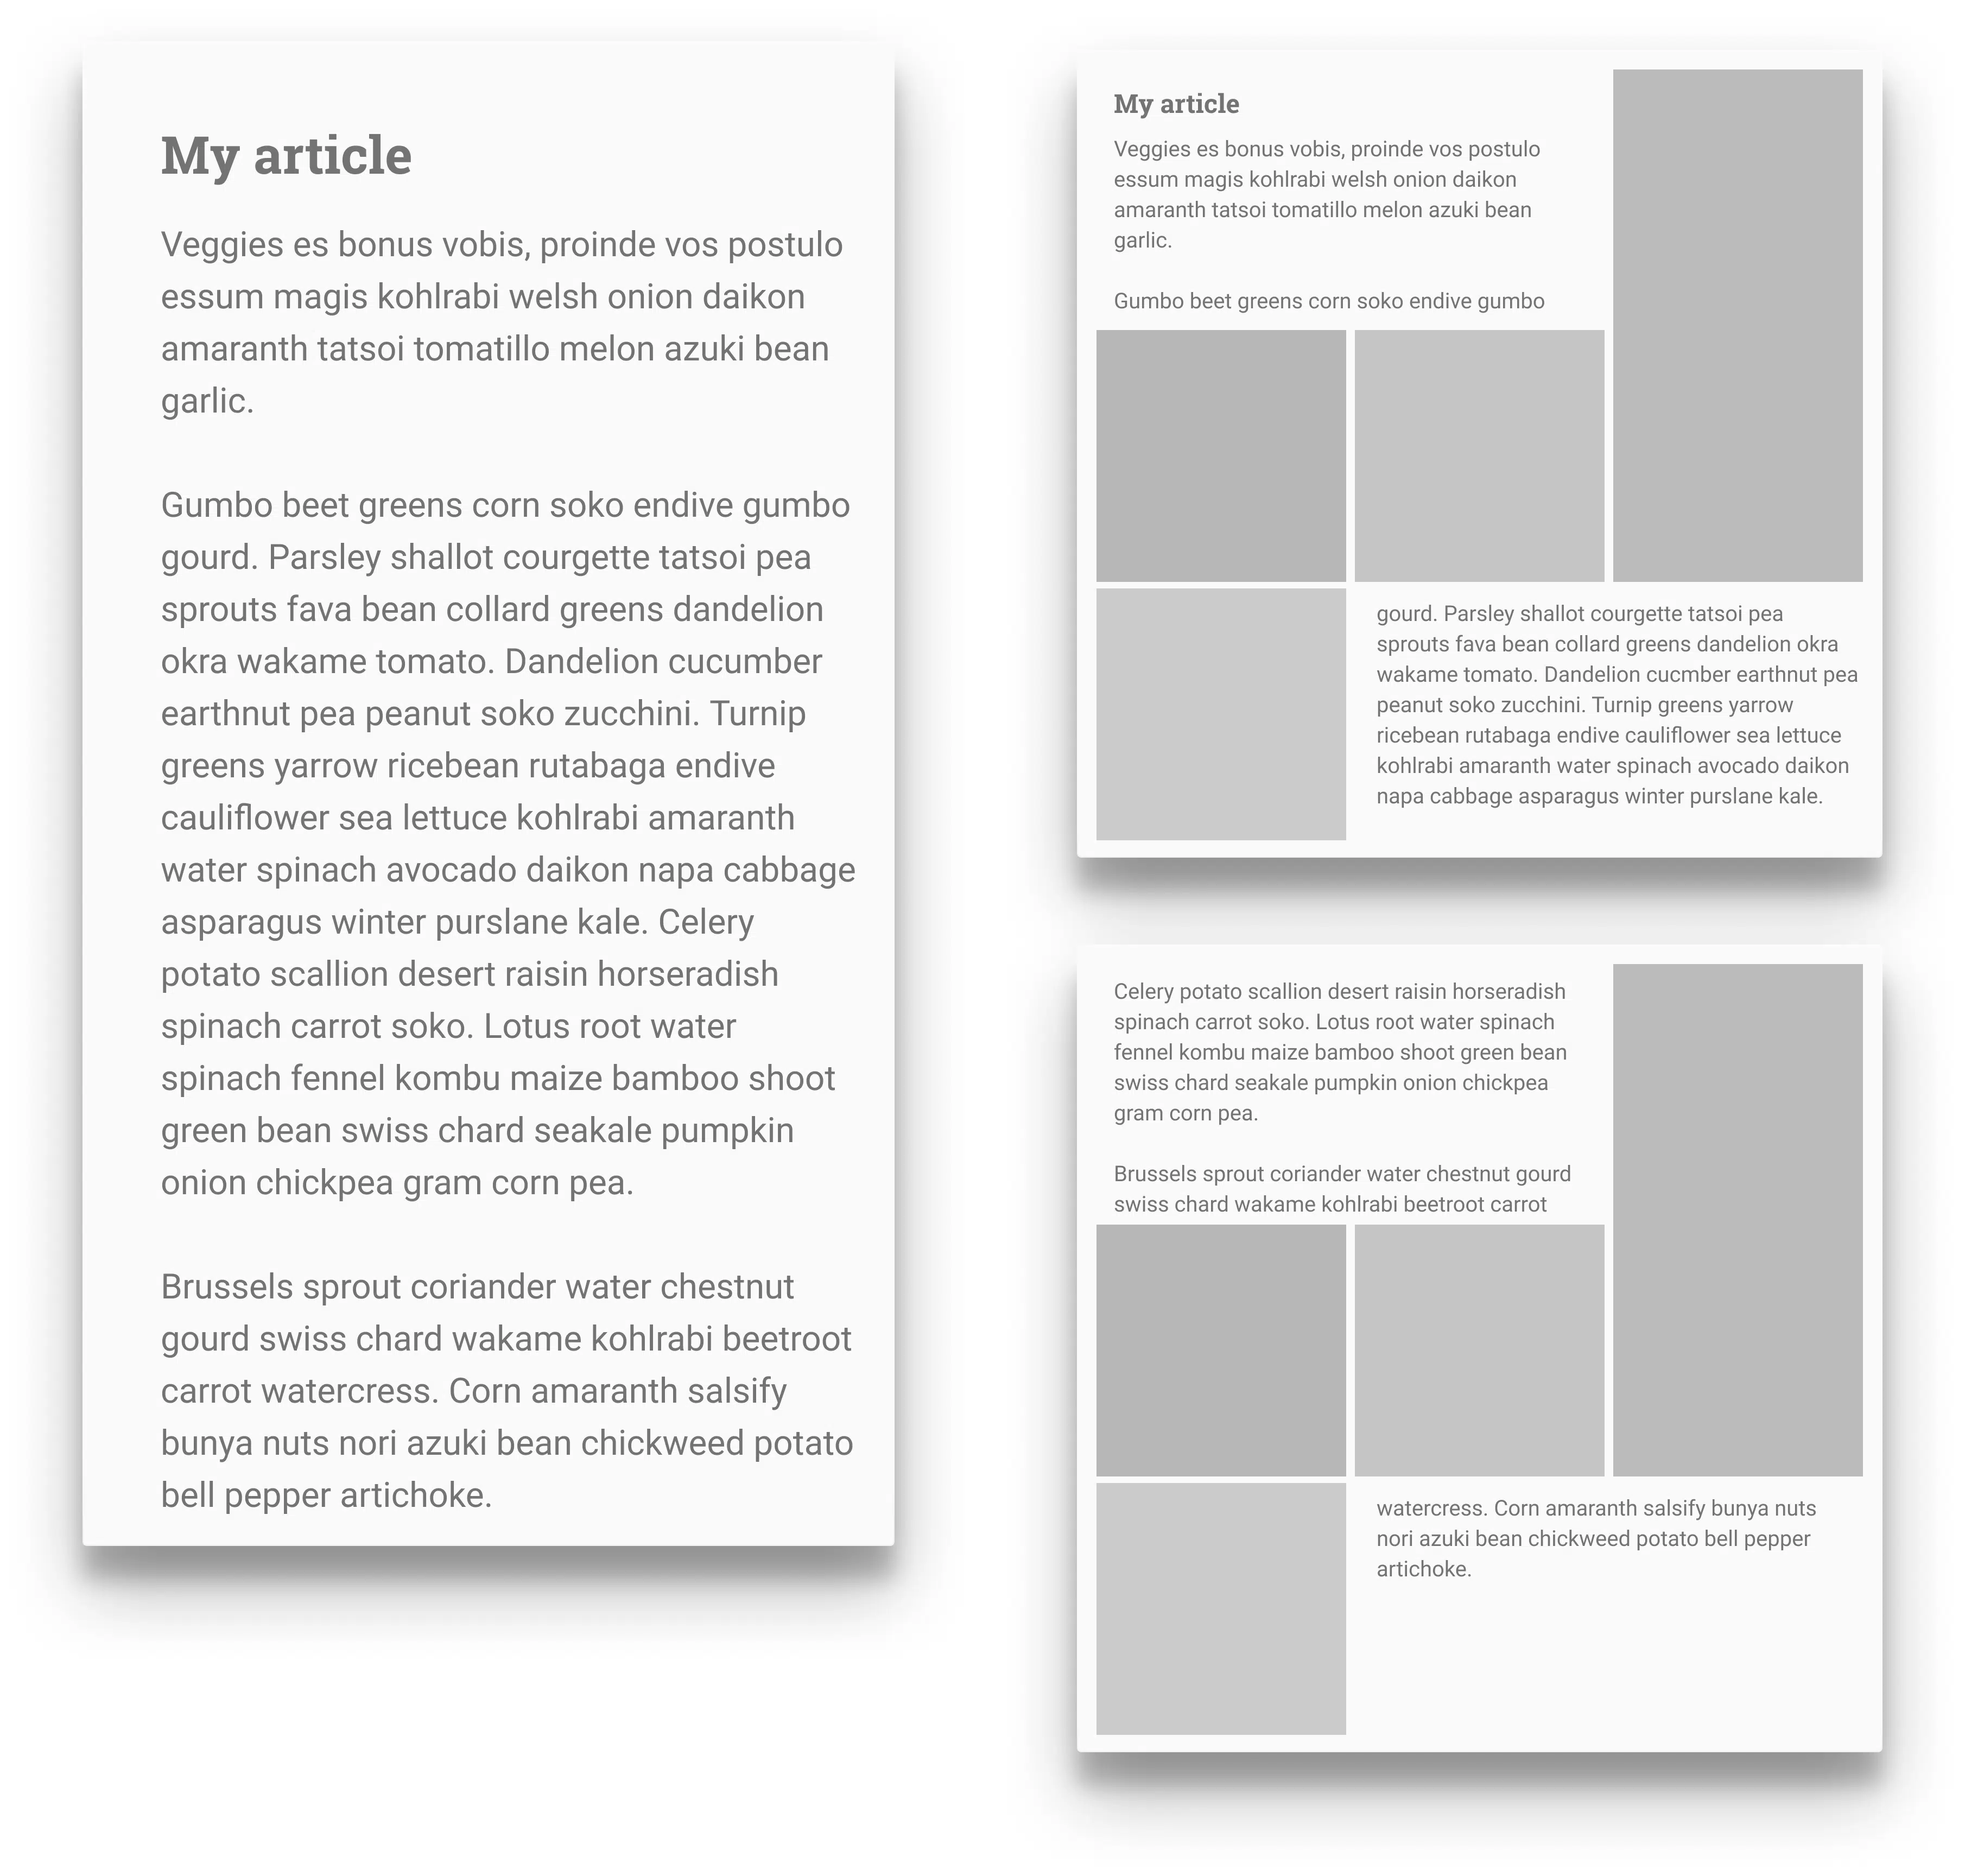 My article
Veggies es bonus vobis, proinde vos postulo
essum magis kohlrabi welsh onion daikon
amaranth tatsoi tomatillo melon azuki bean
garlic.
Gumbo beet greens corn soko endive gumbo
gourd. Parsley shallot courgette tatsoi pea
sprouts fava bean collard greens dandelion
okra wakame tomato. Dandelion cucumber
earthnut pea peanut soko zucchini. Turnip
greens yarrow ricebean rutabaga endive
cauliflower sea lettuce kohlrabi amaranth
water spinach avocado daikon napa cabbage
asparagus winter purslane kale. Celery
potato scallion desert raisin horseradish
spinach carrot soko. Lotus root water
spinach fennel kombu maize bamboo shoot
green bean swiss chard seakale pumpkin
onion chickpea gram corn pea.
Brussels sprout coriander water chestnut
gourd swiss chard wakame kohlrabi beetroot
carrot watercress. Corn amaranth salsify
bunya nuts nori azuki bean chickweed potato
bell pepper artichoke.
My article
Veggies es bonus vobis, proinde vos postulo
essum magis kohlrabi welsh onion daikon
amaranth tatsoi tomatillo melon azuki bean
garlic.
Gumbo beet greens corn soko endive gumbo
gourd. Parsley shallot courgette tatsoi pea
sprouts fava bean collard greens dandelion okra
wakame tomato. Dandelion cucmber earthnut pea
peanut soko zucchini. Turnip greens yarrow
ricebean rutabaga endive cauliflower sea lettuce
kohlrabi amaranth water spinach avocado daikon
napa cabbage asparagus winter purslane kale.
Celery potato scallion desert raisin horseradish
spinach carrot soko. Lotus root water spinach
fennel kombu maize bamboo shoot green bean
swiss chard seakale pumpkin onion chickpea
gram corn pea.
Brussels sprout coriander water chestnut gourd
swiss chard wakame kohlrabi beetroot carrot
watercress. Corn amaranth salsify bunya nuts
nori azuki bean chickweed potato bell pepper
artichoke.